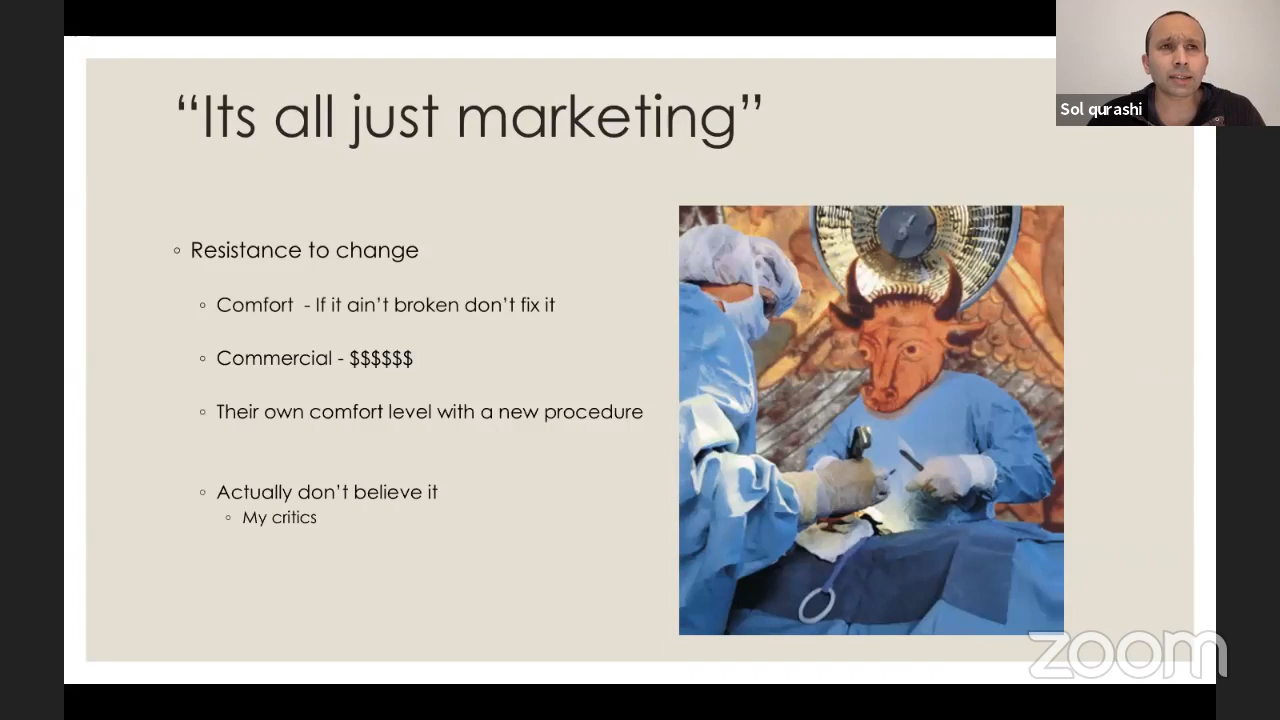 “Its all just marketing”
Sol qurashi
Resistance to change
Comfort - If it ain’t broken don’t fix it
Commercial - $$$$$$
Their own comfort level with a new procedure
Actually don’t believe it
My critics
zoom